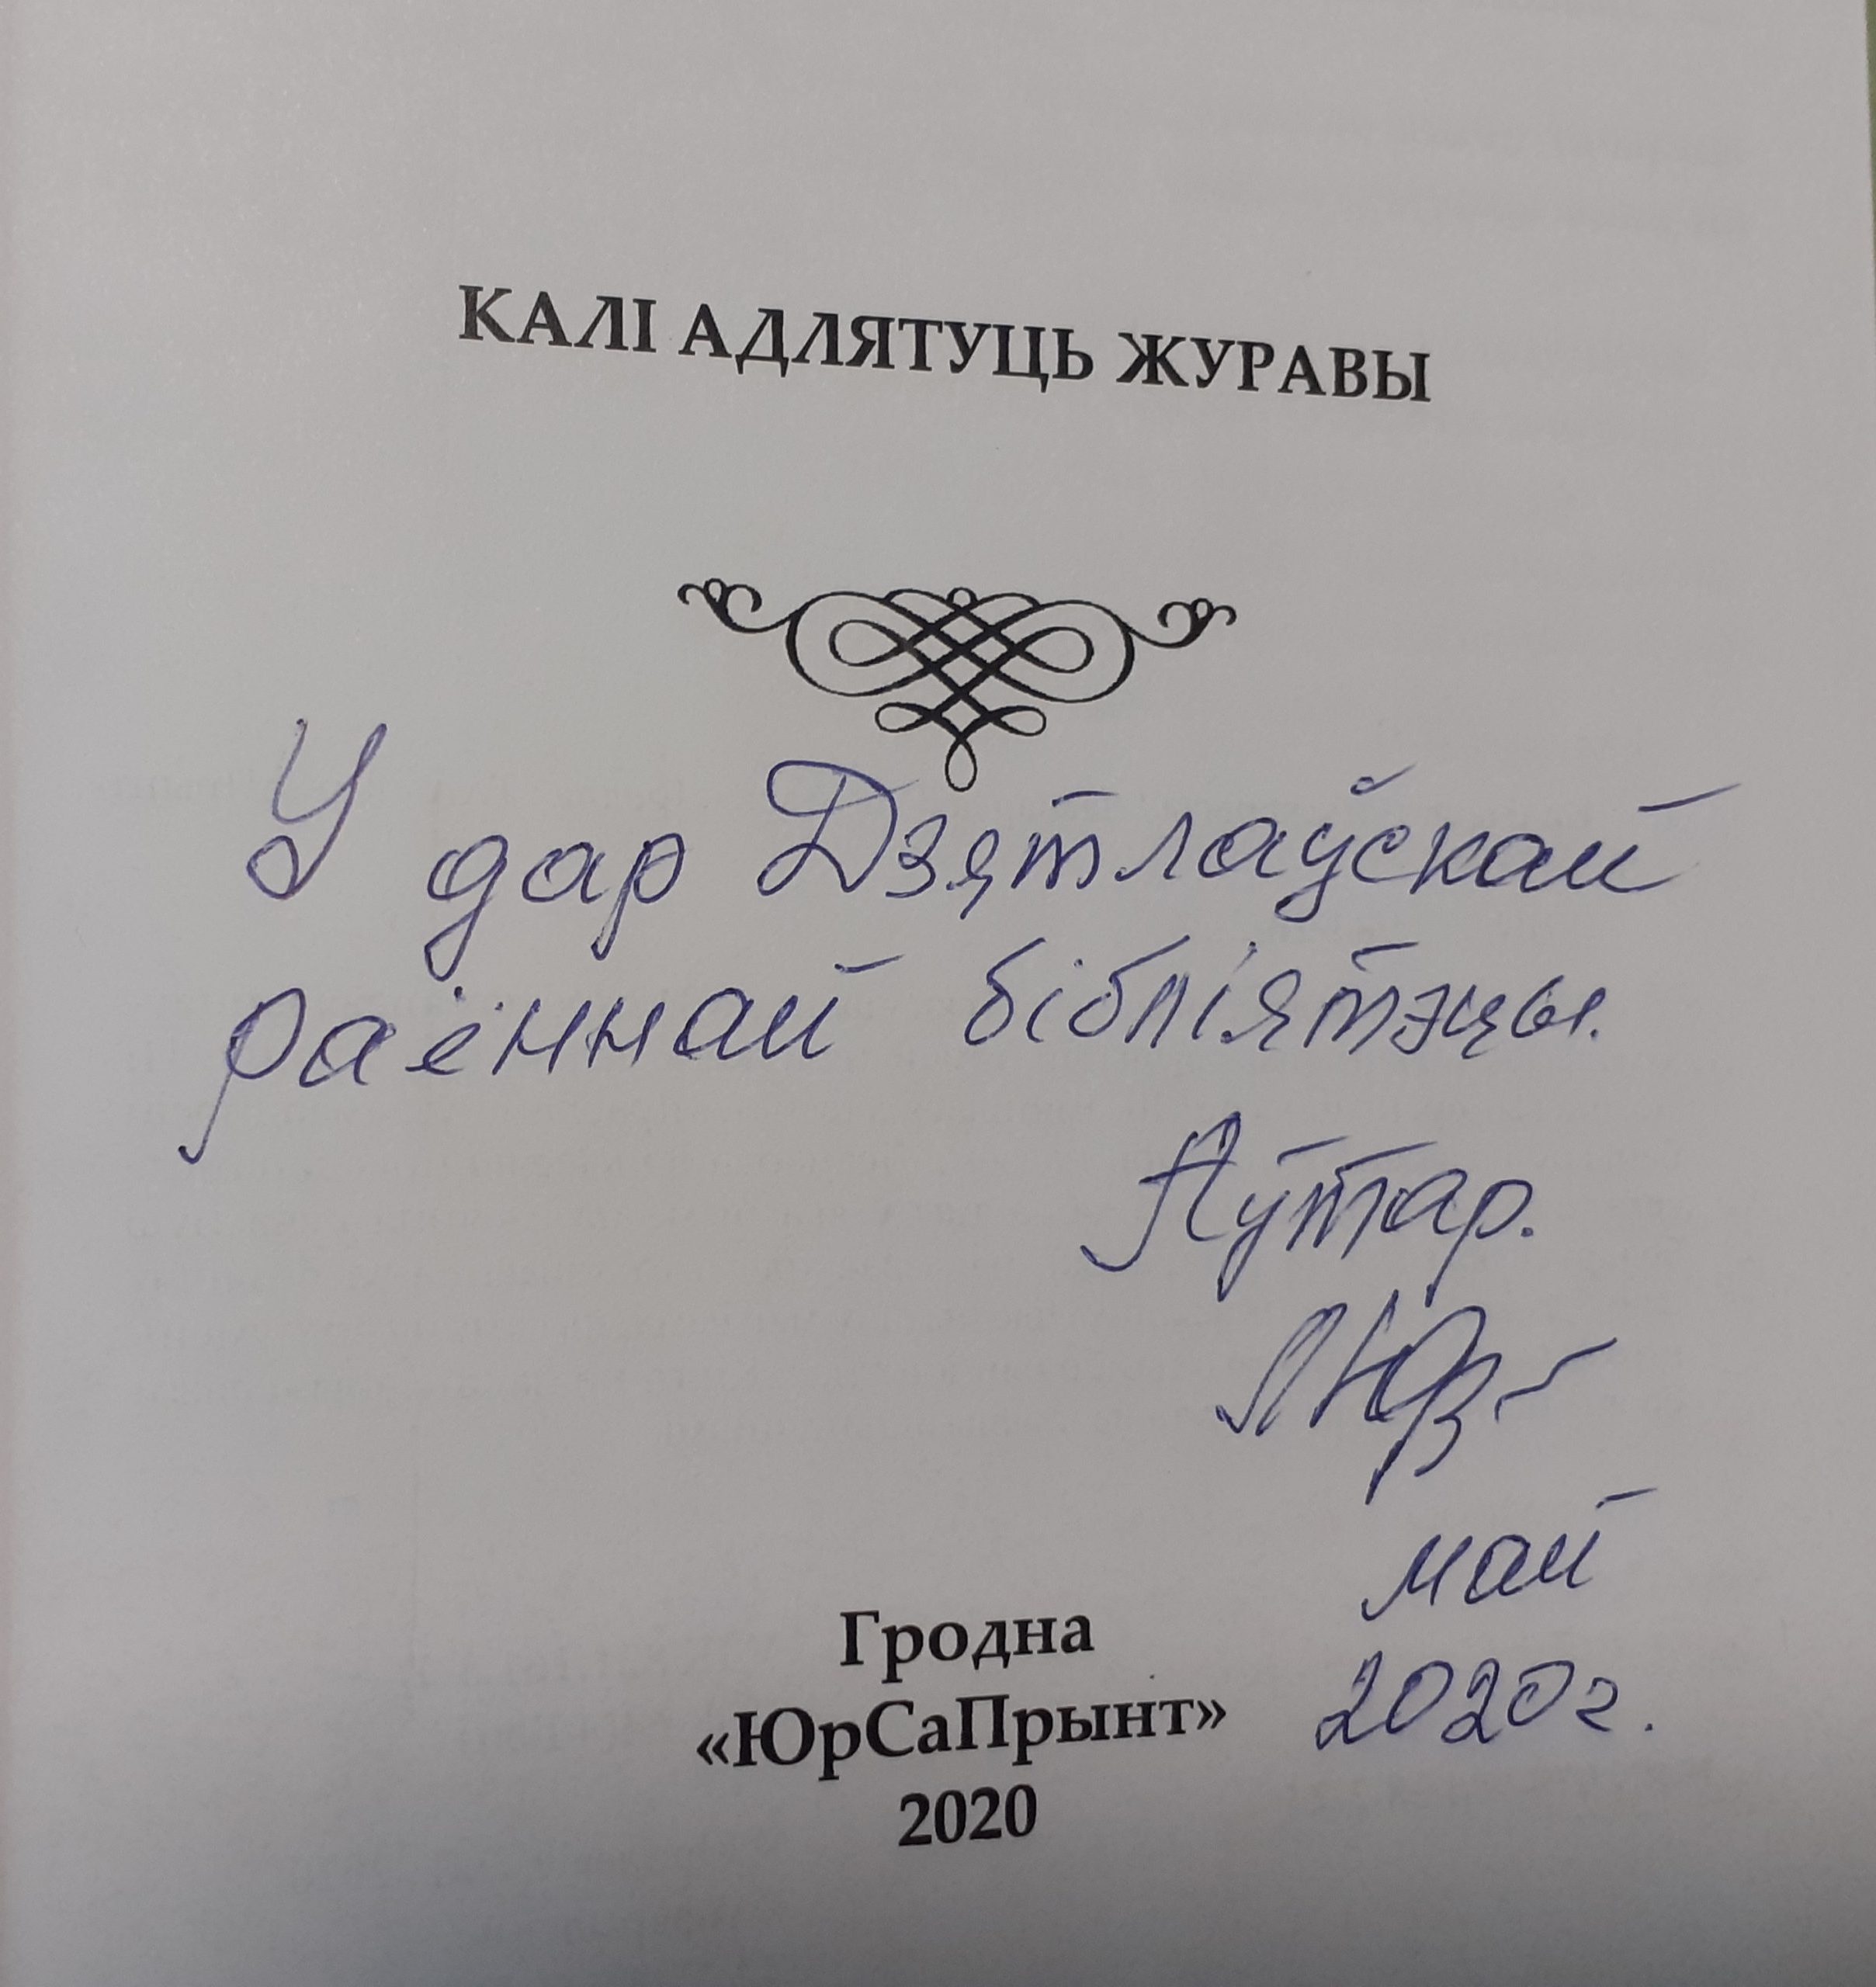 КАЛІ АДЛЯТУЦЬ ЖУРАВЫ
У дар Дзятлаўскай
раённай бібліятэцы.
Аўтар.
май
2020г.
Гродна
«ЮрСаПрынт»
2020